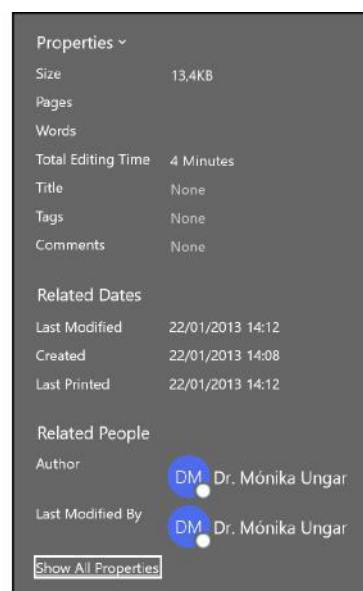 Properties
Size 13,4KB
Pages
Words
Total Editing Time 4 Minutes
Title None
Tags None
Comments None
Related Dates
Last Modified 22/01/2013 14:12
Created 22/01/2013 14:08
Last Printed 22/01/2013 14:12
Related People
Author
DM Dr. Mónika Ungar
Last Modified By
DM Dr. Mónika Ungar
Show All Properties